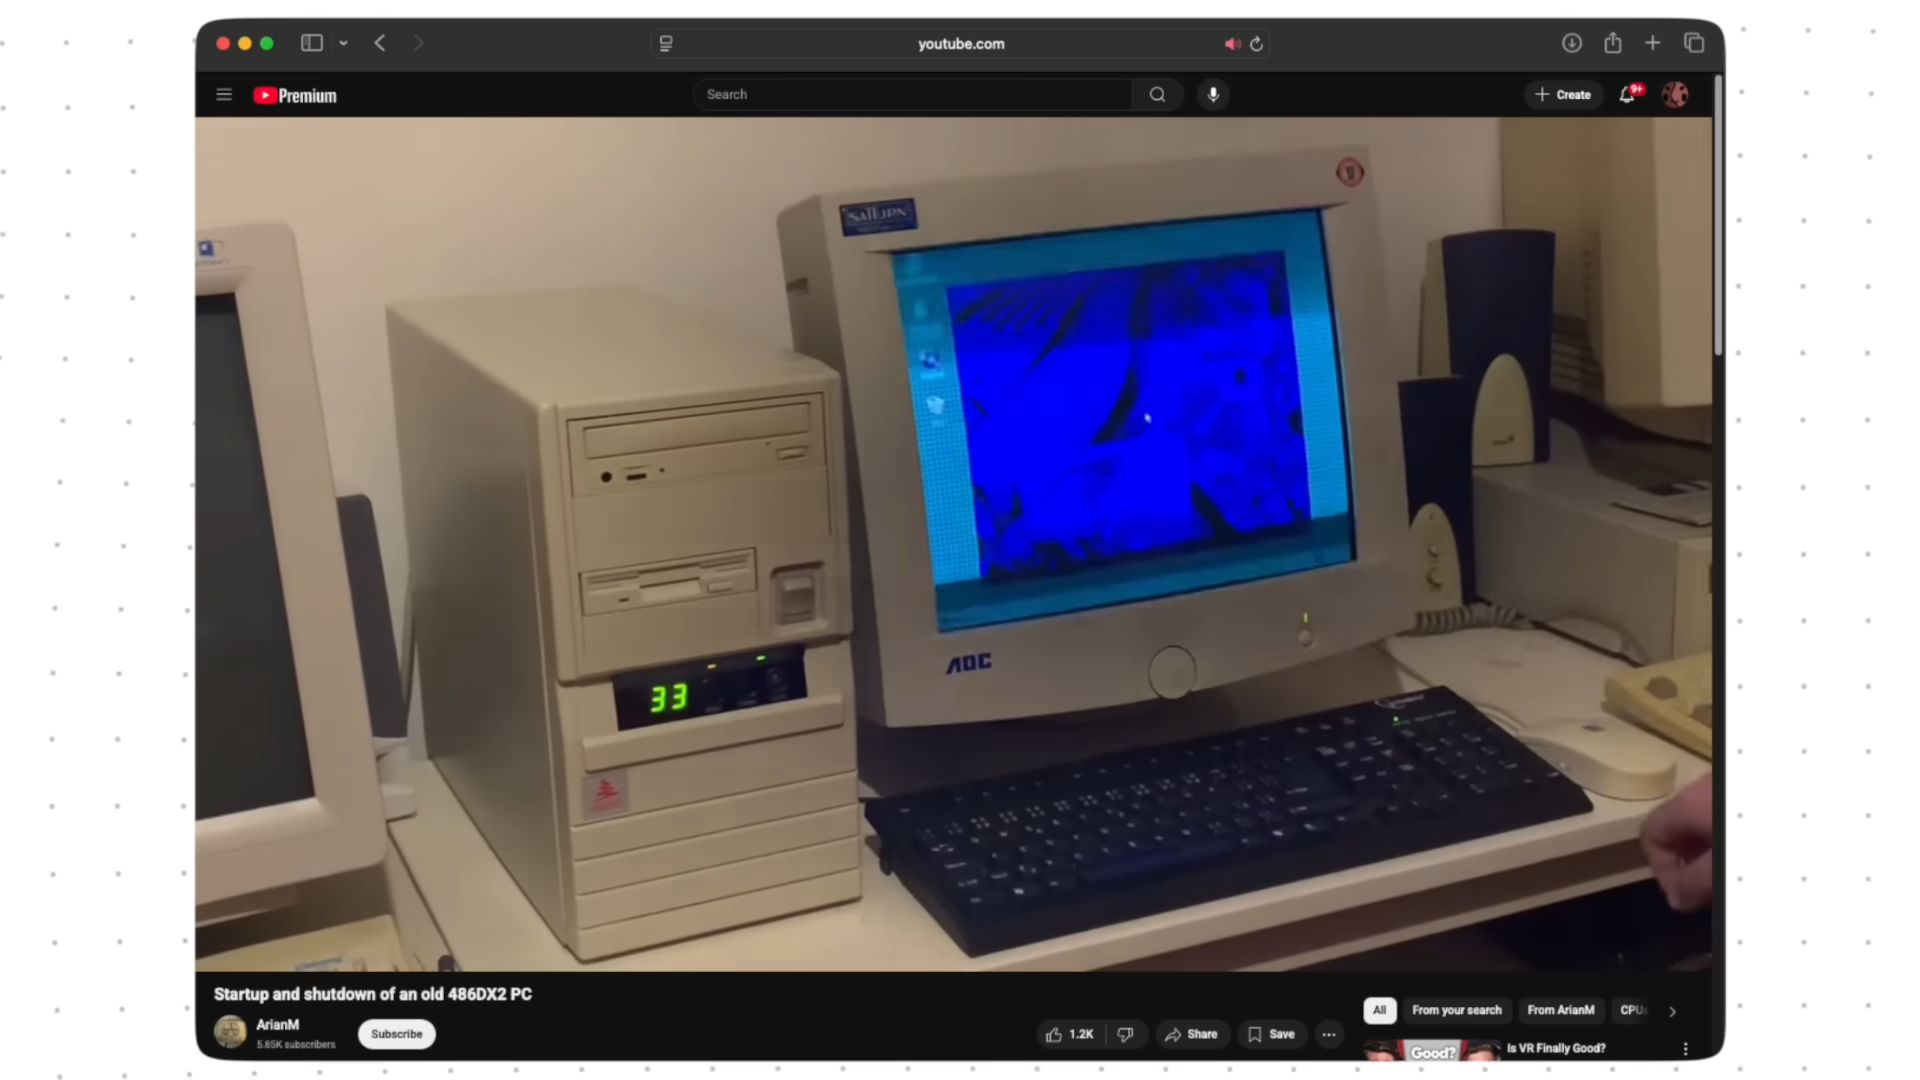 youtube.com
Premium
Search
Create
9+
SATURN
33
AOC
Startup and shutdown of an old 486DX2 PC
ArianM
5.85K subscribers
Subscribe
1.2K
Share
Save
All
From your search
From ArianM
CPUs
Good?
Is VR Finally Good?